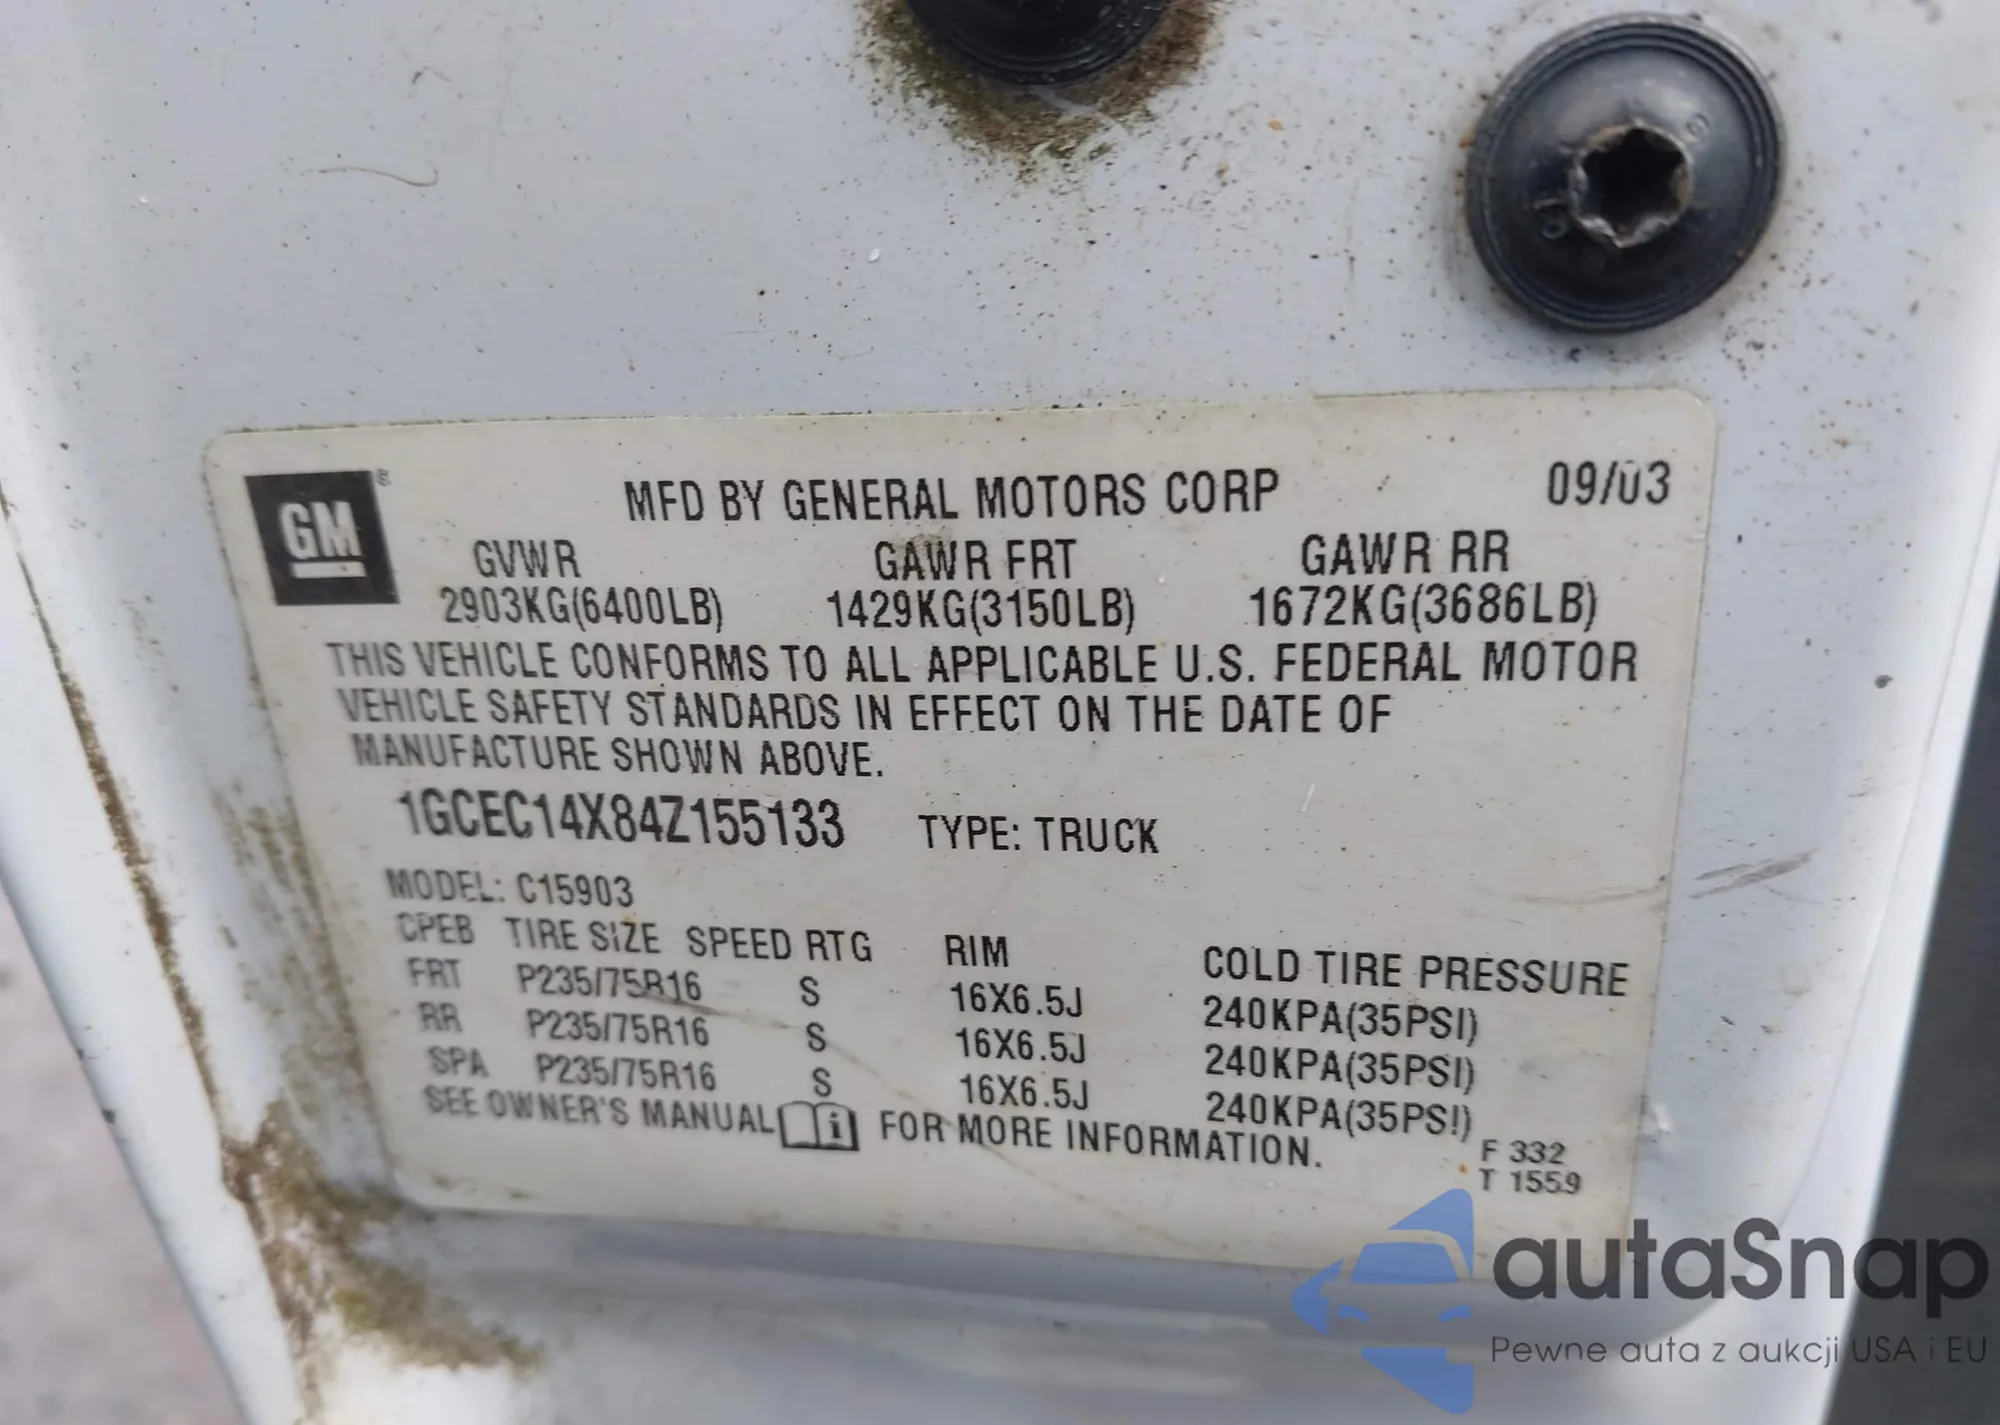 GM®
MFD BY GENERAL MOTORS CORP 09/03
GVWR GAWR FRT GAWR RR
2903KG(6400LB) 1429KG(3150LB) 1672KG(3686LB)
THIS VEHICLE CONFORMS TO ALL APPLICABLE U.S. FEDERAL MOTOR
VEHICLE SAFETY STANDARDS IN EFFECT ON THE DATE OF
MANUFACTURE SHOWN ABOVE.
1GCEC14X84Z155133 TYPE: TRUCK
MODEL: C15903
CPEB TIRE SIZE SPEED RTG RIM COLD TIRE PRESSURE
FRT P235/75R16 S 16X6.5J 240KPA(35PSI)
RR P235/75R16 S 16X6.5J 240KPA(35PSI)
SPA P235/75R16 S 16X6.5J 240KPA(35PSI)
SEE OWNER'S MANUAL i FOR MORE INFORMATION.
F 332
T 1559
autaSnap
Pewne auta z aukcji USA i EU